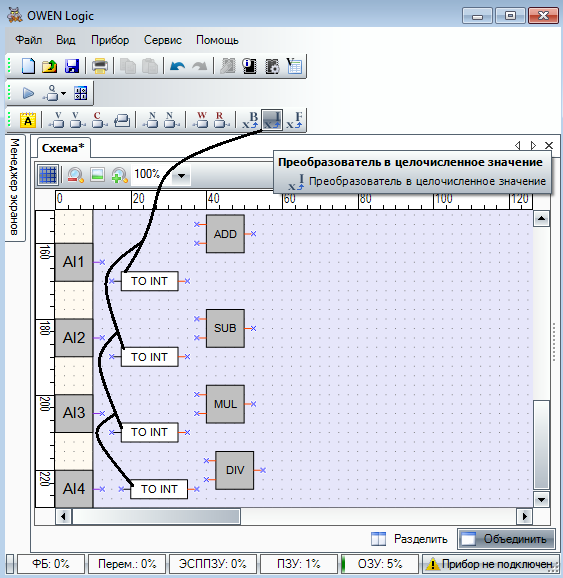 OWEN Logic
Файл Вид Прибор Сервис Помощь
A V V C N N W R B I F
Менеджер экранов
Схема*
100%
Преобразователь в целочисленное значение
Преобразователь в целочисленное значение
0 20 40 60 80 100 120
160
180
200
220
AI1
AI2
AI3
AI4
TO INT
TO INT
TO INT
TO INT
ADD
SUB
MUL
DIV
Разделить Объединить
ФБ: 0% Перем.: 0% ЭСППЗУ: 0% ПЗУ: 1% ОЗУ: 5% Прибор не подключен